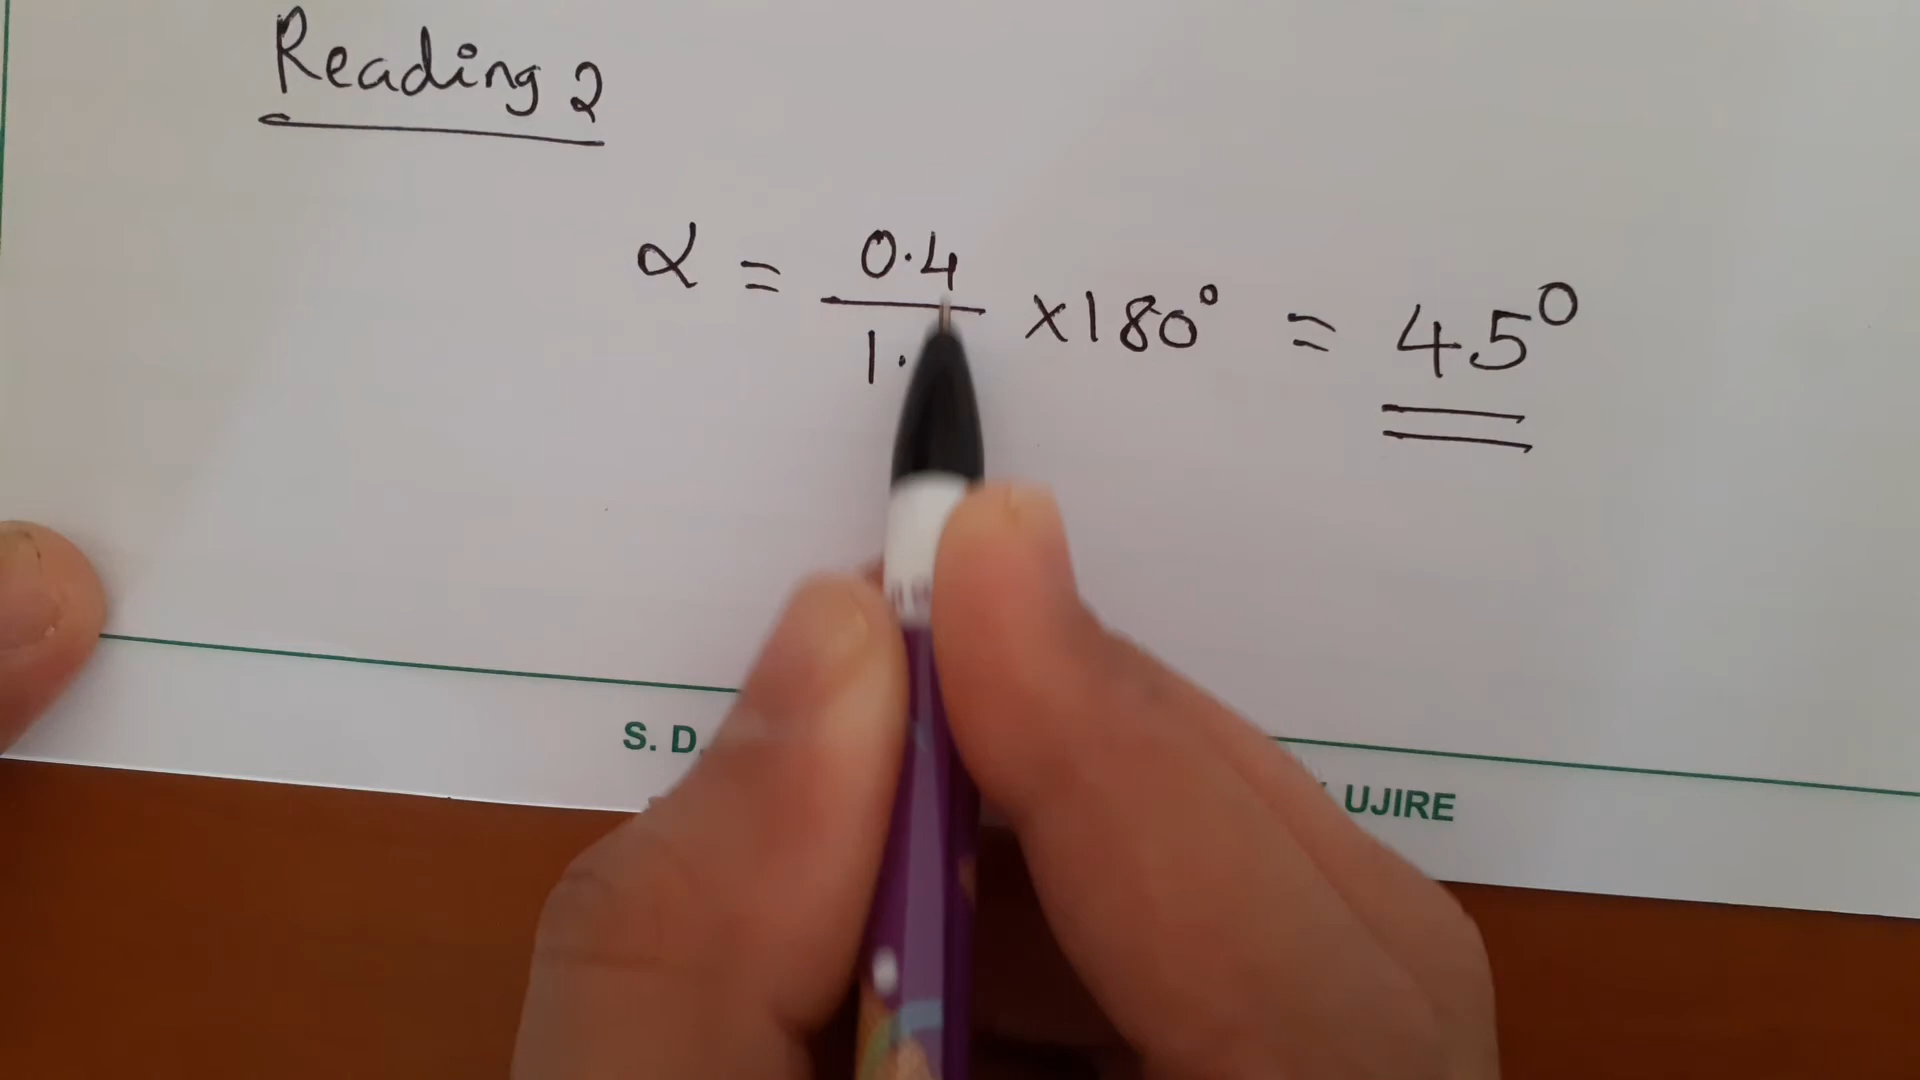 Reading 2
α = 0.4 / 1. ×180° = 45°
S. D. UJIRE